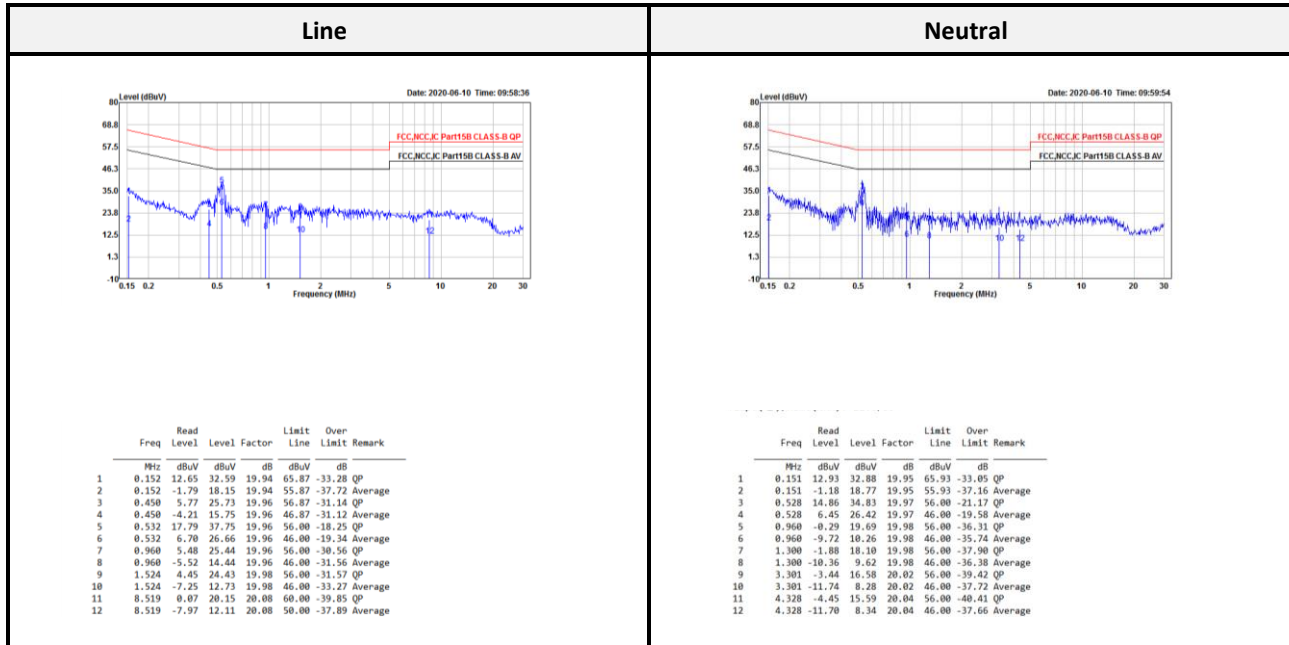 Line
Neutral
Level (dBuV) Date: 2020-06-10 Time: 09:58:36
80
68.8
FCC,NCC,IC Part15B CLASS-B QP
57.5
FCC,NCC,IC Part15B CLASS-B AV
46.3
35.0
23.8
12.5
1.3
-10
2
4
5
6
8
10
12
0.15 0.2 0.5 1 2 5 10 20 30
Frequency (MHz)
Read Limit Over
Freq Level Level Factor Line Limit Remark
MHz dBuV dBuV dB dBuV dB
1 0.152 12.65 32.59 19.94 65.87 -33.28 QP
2 0.152 -1.79 18.15 19.94 55.87 -37.72 Average
3 0.450 5.77 25.73 19.96 56.87 -31.14 QP
4 0.450 -4.21 15.75 19.96 46.87 -31.12 Average
5 0.532 17.79 37.75 19.96 56.00 -18.25 QP
6 0.532 6.70 26.66 19.96 46.00 -19.34 Average
7 0.960 5.48 25.44 19.96 56.00 -30.56 QP
8 0.960 -5.52 14.44 19.96 46.00 -31.56 Average
9 1.524 4.45 24.43 19.98 56.00 -31.57 QP
10 1.524 -7.25 12.73 19.98 46.00 -33.27 Average
11 8.519 0.07 20.15 20.08 60.00 -39.85 QP
12 8.519 -7.97 12.11 20.08 50.00 -37.89 Average
Level (dBuV) Date: 2020-06-10 Time: 09:59:54
80
68.8
FCC,NCC,IC Part15B CLASS-B QP
57.5
FCC,NCC,IC Part15B CLASS-B AV
46.3
35.0
23.8
12.5
1.3
-10
2
6
8
10
12
0.15 0.2 0.5 1 2 5 10 20 30
Frequency (MHz)
Read Limit Over
Freq Level Level Factor Line Limit Remark
MHz dBuV dBuV dB dBuV dB
1 0.151 12.93 32.88 19.95 65.93 -33.05 QP
2 0.151 -1.18 18.77 19.95 55.93 -37.16 Average
3 0.528 14.86 34.83 19.97 56.00 -21.17 QP
4 0.528 6.45 26.42 19.97 46.00 -19.58 Average
5 0.960 -0.29 19.69 19.98 56.00 -36.31 QP
6 0.960 -9.72 10.26 19.98 46.00 -35.74 Average
7 1.300 -1.88 18.10 19.98 56.00 -37.90 QP
8 1.300 -10.36 9.62 19.98 46.00 -36.38 Average
9 3.301 -3.44 16.58 20.02 56.00 -39.42 QP
10 3.301 -11.74 8.28 20.02 46.00 -37.72 Average
11 4.328 -4.45 15.59 20.04 56.00 -40.41 QP
12 4.328 -11.70 8.34 20.04 46.00 -37.66 Average